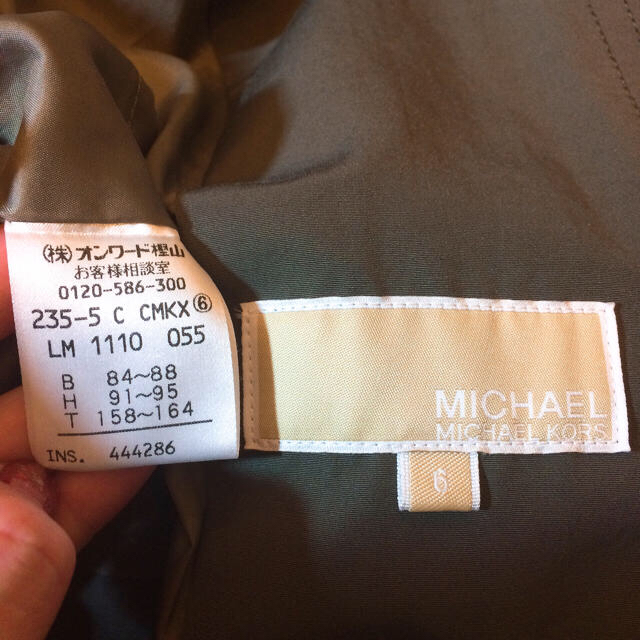 (株)オンワード樫山
お客様相談室
0120-586-300
235-5 C CMKX⑥
LM 1110 055
B 84~88
H 91~95
T 158~164
INS. 444286
MICHAEL
MICHAEL KORS
6